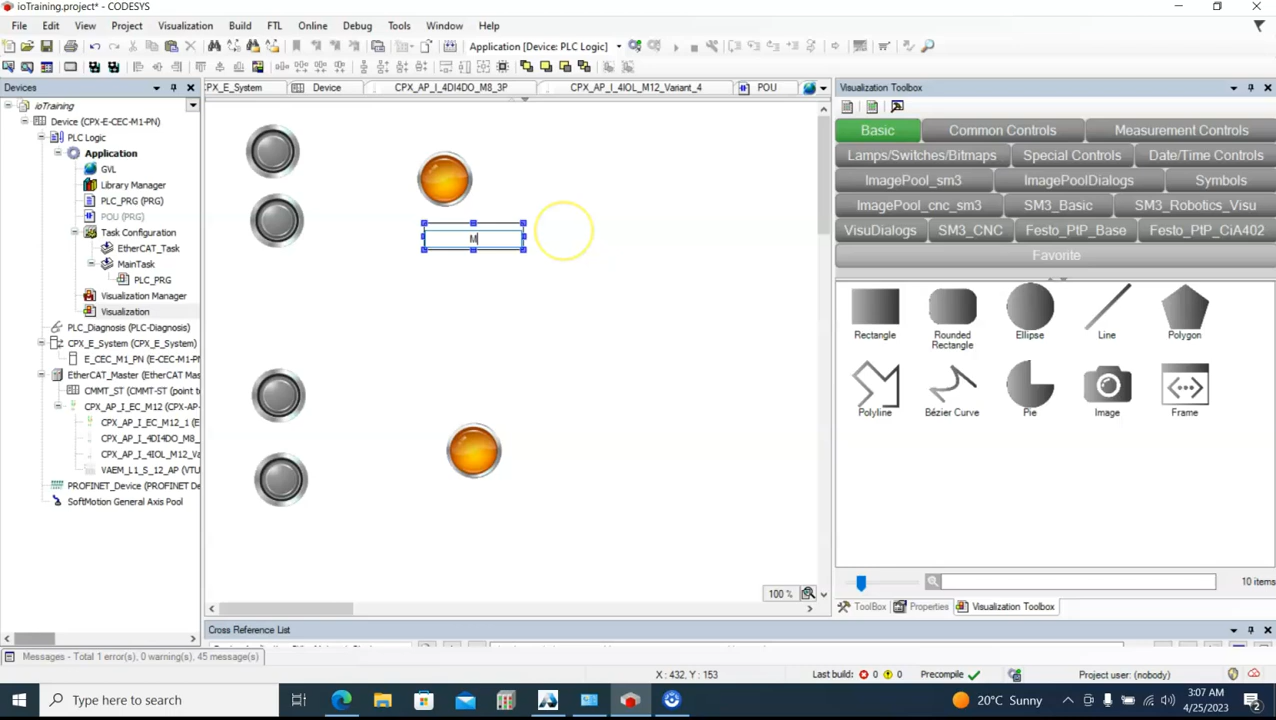 ioTraining.project* - CODESYS
File Edit View Project Visualization Build FTL Online Debug Tools Window Help
Application [Device: PLC Logic]
Devices
CPX_E_System Device CPX_AP_I_4DI4DO_M8_3P CPX_AP_I_4IOL_M12_Variant_4 POU
Visualization Toolbox
ioTraining
Device (CPX-E-CEC-M1-PN)
PLC Logic
Application
GVL
Library Manager
PLC_PRG (PRG)
POU (PRG)
Task Configuration
EtherCAT_Task
MainTask
PLC_PRG
Visualization Manager
Visualization
PLC_Diagnosis (PLC-Diagnosis)
CPX_E_System (CPX_E_System)
E_CEC_M1_PN (E-CEC-M1-PN)
EtherCAT_Master (EtherCAT Mas
CMMT_ST (CMMT-ST (point to
CPX_AP_I_EC_M12 (CPX-AP-
CPX_AP_I_EC_M12_1 (E
CPX_AP_I_4DI4DO_M8_
CPX_AP_I_4IOL_M12_Va
VAEM_L1_S_12_AP (VTU
PROFINET_Device (PROFINET De
SoftMotion General Axis Pool
M
Basic Common Controls Measurement Controls
Lamps/Switches/Bitmaps Special Controls Date/Time Controls
ImagePool_sm3 ImagePoolDialogs Symbols
ImagePool_cnc_sm3 SM3_Basic SM3_Robotics_Visu
VisuDialogs SM3_CNC Festo_PtP_Base Festo_PtP_CiA402
Favorite
Rectangle Rounded Rectangle Ellipse Line Polygon
Polyline Bézier Curve Pie Image Frame
100 %
10 items
ToolBox Properties Visualization Toolbox
Cross Reference List
Messages - Total 1 error(s), 0 warning(s), 45 message(s)
X : 432, Y : 153 Last build: 0 0 Precompile Project user: (nobody)
Type here to search
20°C Sunny
3:07 AM
4/25/2023
2